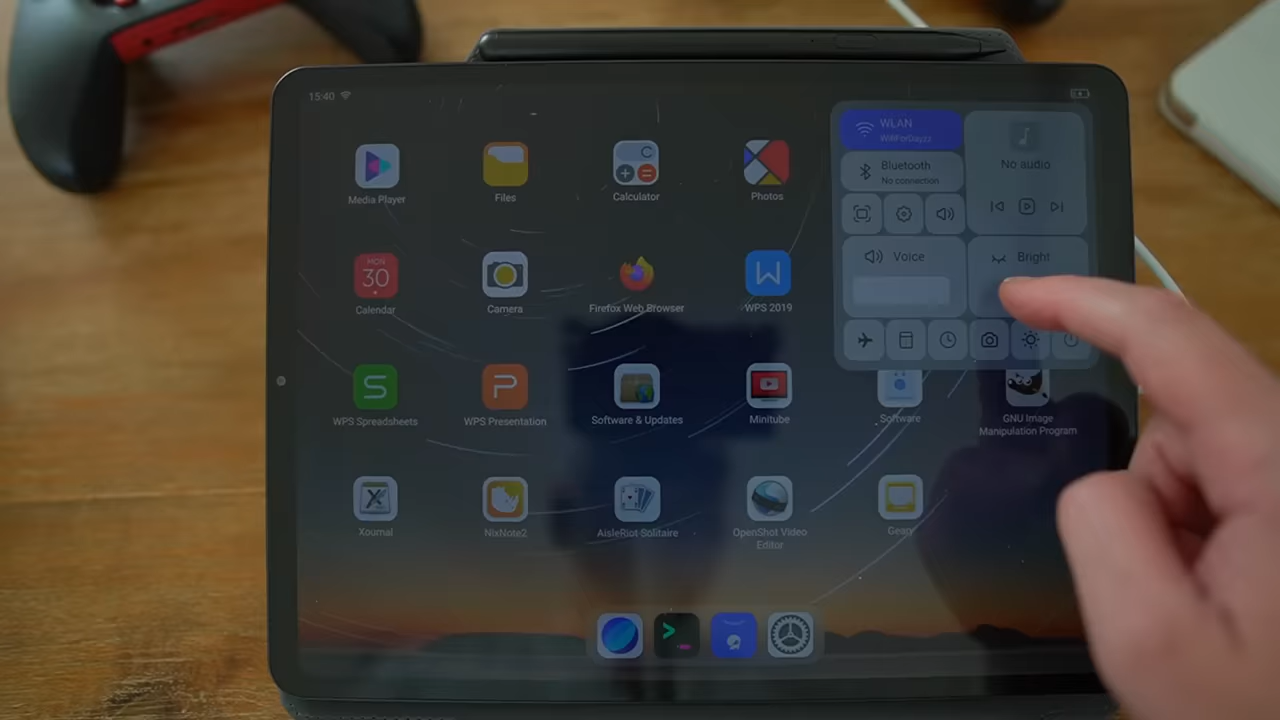 15:40
Media Player
Files
Calculator
Photos
MON
30
Calendar
Camera
Firefox Web Browser
W
WPS 2019
S
WPS Spreadsheets
P
WPS Presentation
Software & Updates
Minitube
Software
GNU Image
Manipulation Program
X
Xournal
NixNote2
AisleRiot Solitaire
OpenShot Video
Editor
Geany
WLAN
WifiForDayzz
Bluetooth
No connection
No audio
Voice
Bright